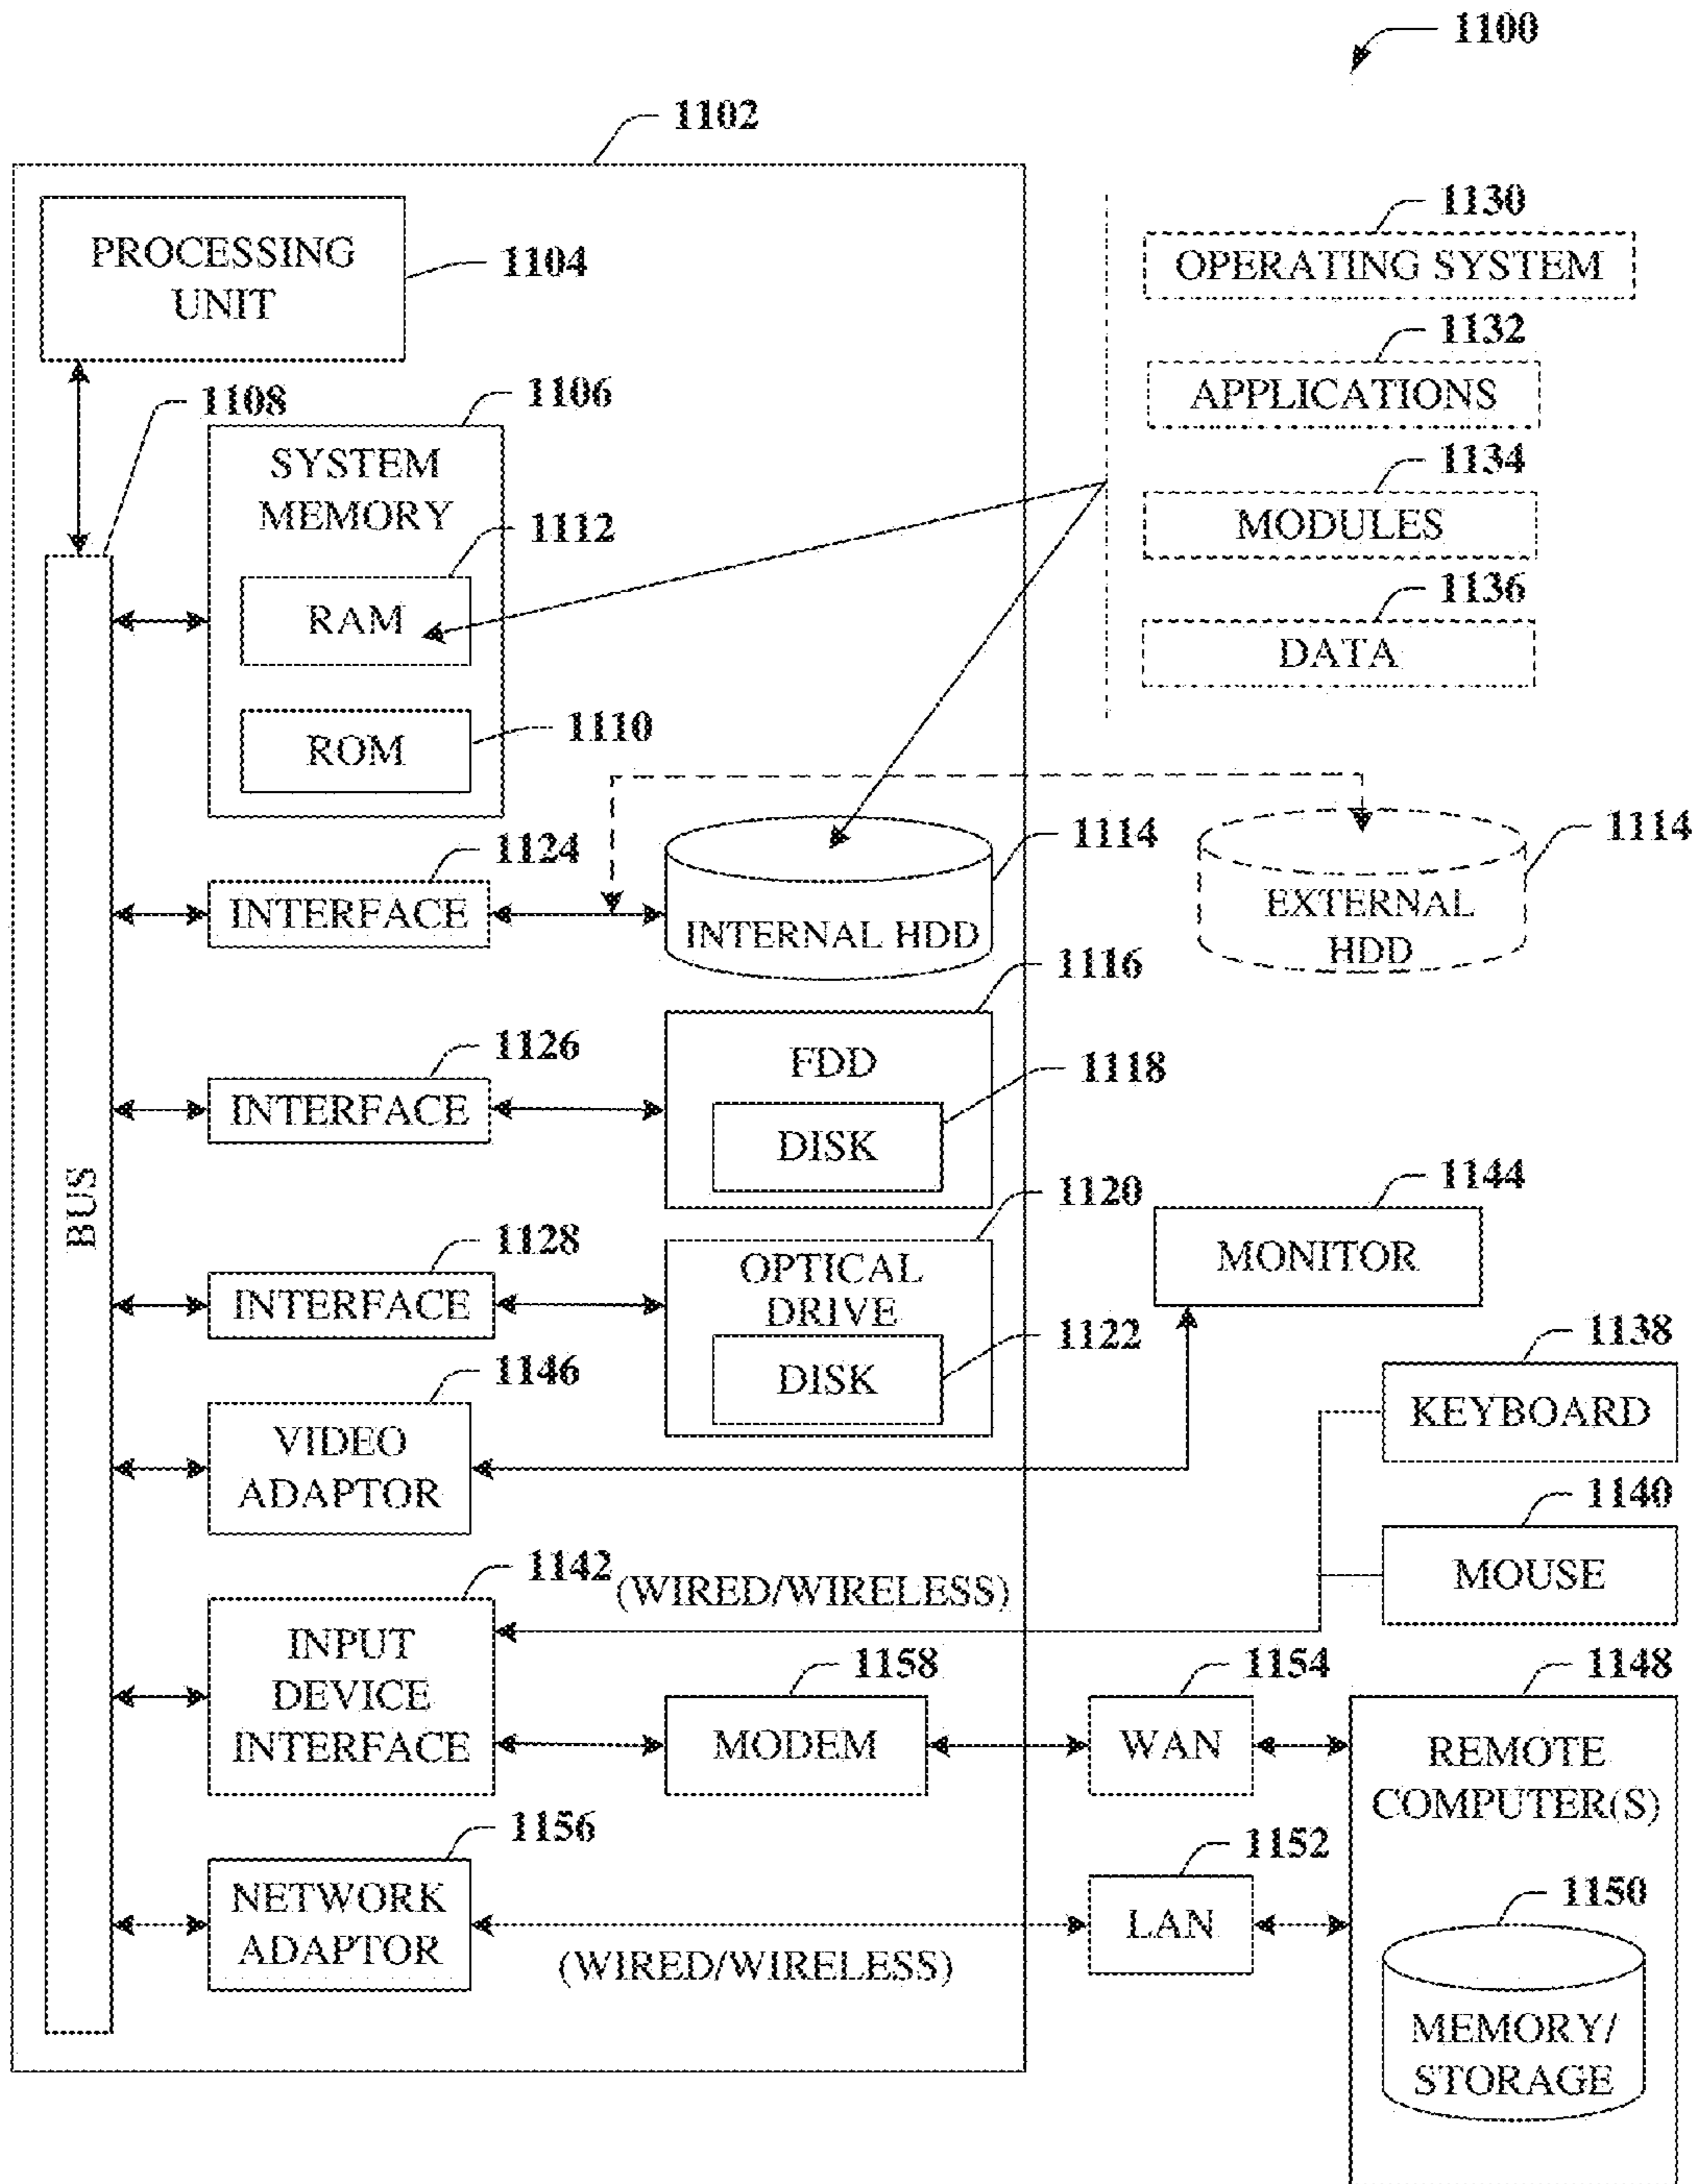 1100
1102
PROCESSING
UNIT
1104
1130
OPERATING SYSTEM
1132
APPLICATIONS
1134
MODULES
1136
DATA
1108
1106
SYSTEM
MEMORY
1112
RAM
1110
ROM
1124
INTERFACE
1114
INTERNAL HDD
1114
EXTERNAL
HDD
1126
INTERFACE
1116
FDD
1118
DISK
BUS
1128
INTERFACE
1120
OPTICAL
DRIVE
1122
DISK
1144
MONITOR
1146
VIDEO
ADAPTOR
1138
KEYBOARD
1140
MOUSE
1142
(WIRED/WIRELESS)
INPUT
DEVICE
INTERFACE
1158
MODEM
1154
WAN
1148
REMOTE
COMPUTER(S)
1156
NETWORK
ADAPTOR
(WIRED/WIRELESS)
1152
LAN
1150
MEMORY/
STORAGE